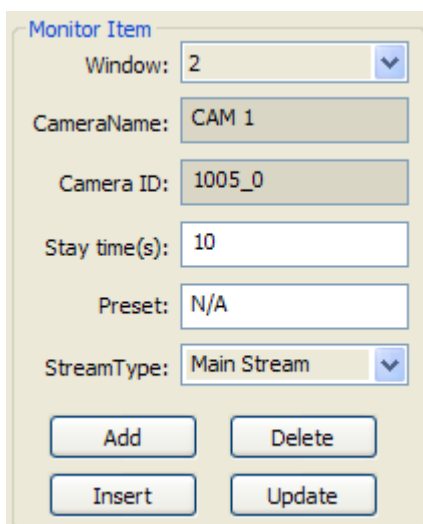 Monitor Item
Window: 2
CameraName: CAM 1
Camera ID: 1005_0
Stay time(s): 10
Preset: N/A
StreamType: Main Stream
Add Delete
Insert Update